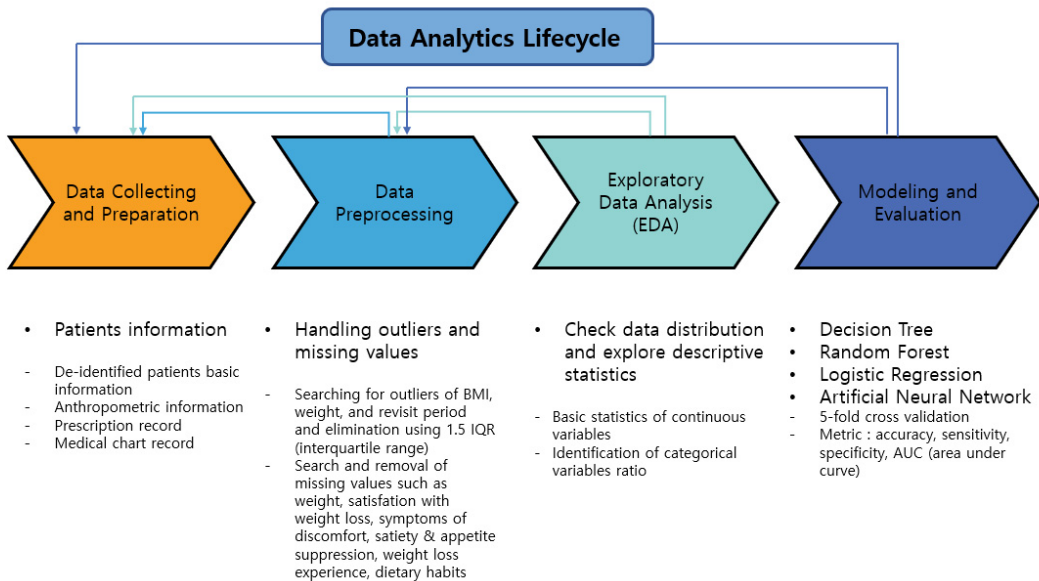 Data Analytics Lifecycle
Data Collecting
and Preparation
Data
Preprocessing
Exploratory
Data Analysis
(EDA)
Modeling and
Evaluation
• Patients information
- De-identified patients basic
information
- Anthropometric information
- Prescription record
- Medical chart record
• Handling outliers and
missing values
- Searching for outliers of BMI,
weight, and revisit period
and elimination using 1.5 IQR
(interquartile range)
- Search and removal of
missing values such as
weight, satisfation with
weight loss, symptoms of
discomfort, satiety & appetite
suppression, weight loss
experience, dietary habits
• Check data distribution
and explore descriptive
statistics
- Basic statistics of continuous
variables
- Identification of categorical
variables ratio
• Decision Tree
• Random Forest
• Logistic Regression
• Artificial Neural Network
- 5-fold cross validation
- Metric : accuracy, sensitivity,
specificity, AUC (area under
curve)